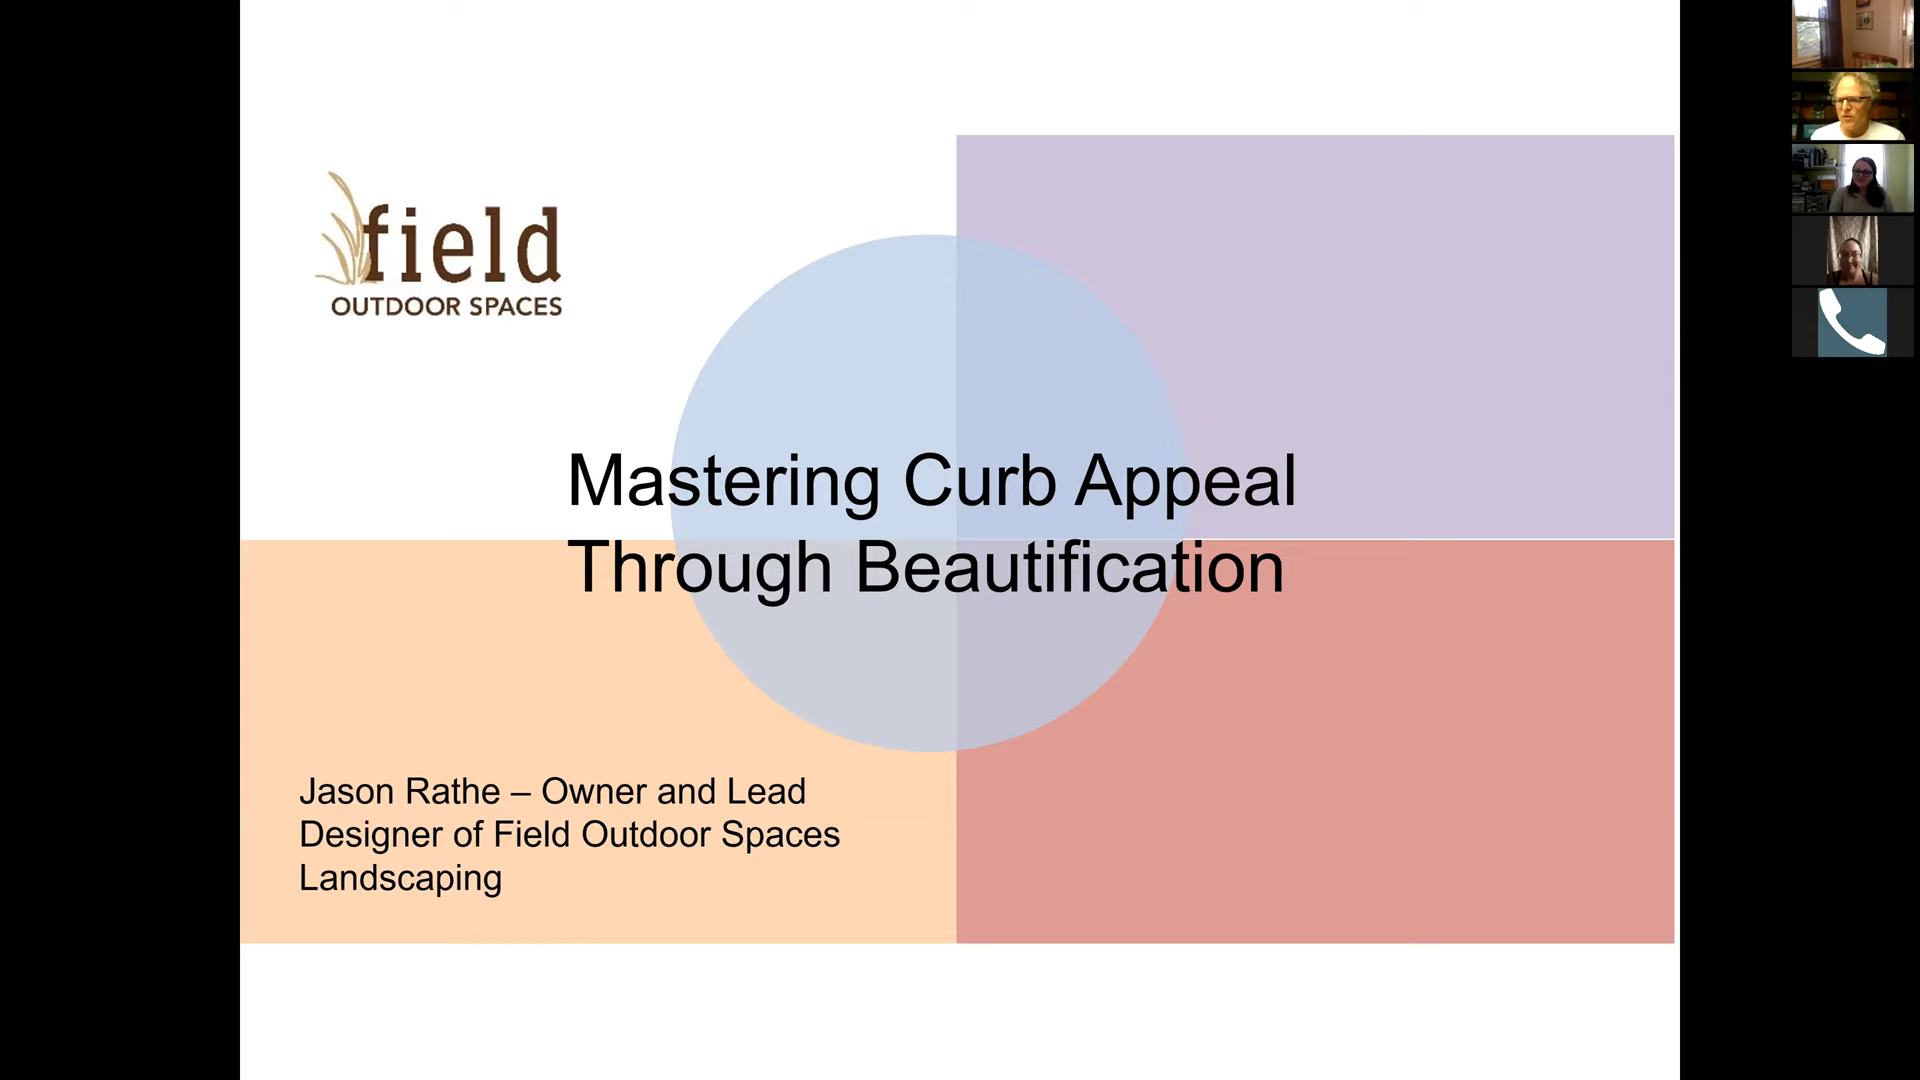 field
OUTDOOR SPACES
Mastering Curb Appeal
Through Beautification
Jason Rathe – Owner and Lead
Designer of Field Outdoor Spaces
Landscaping